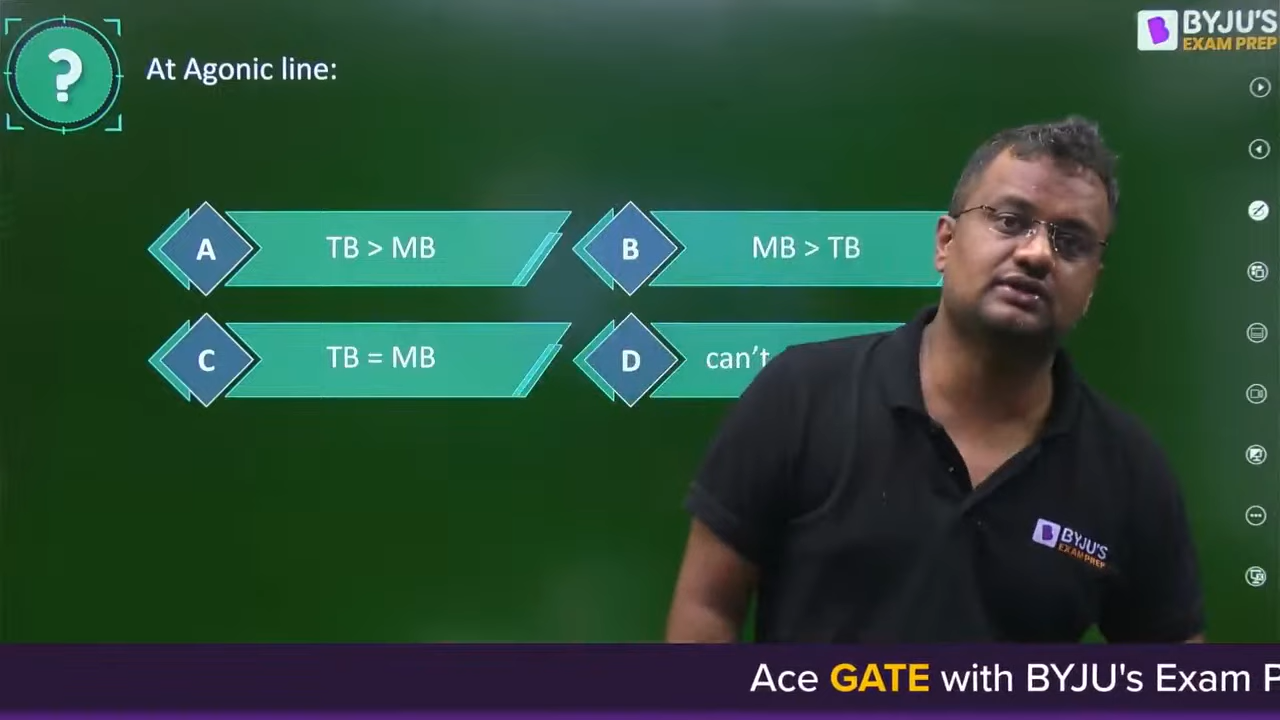 ?
At Agonic line:
BYJU'S
EXAM PREP
A
TB > MB
B
MB > TB
C
TB = MB
D
can't
BYJU'S
EXAM PREP
Ace GATE with BYJU's Exam P